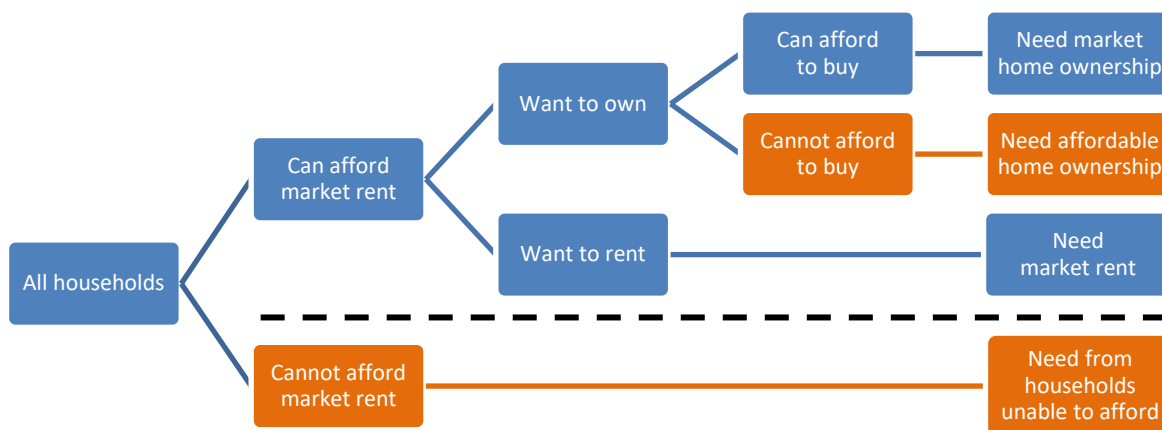 Can afford
to buy
Need market
home ownership
Want to own
Cannot afford
to buy
Need affordable
home ownership
Can afford
market rent
Want to rent
Need
market rent
All households
Cannot afford
market rent
Need from
households
unable to afford